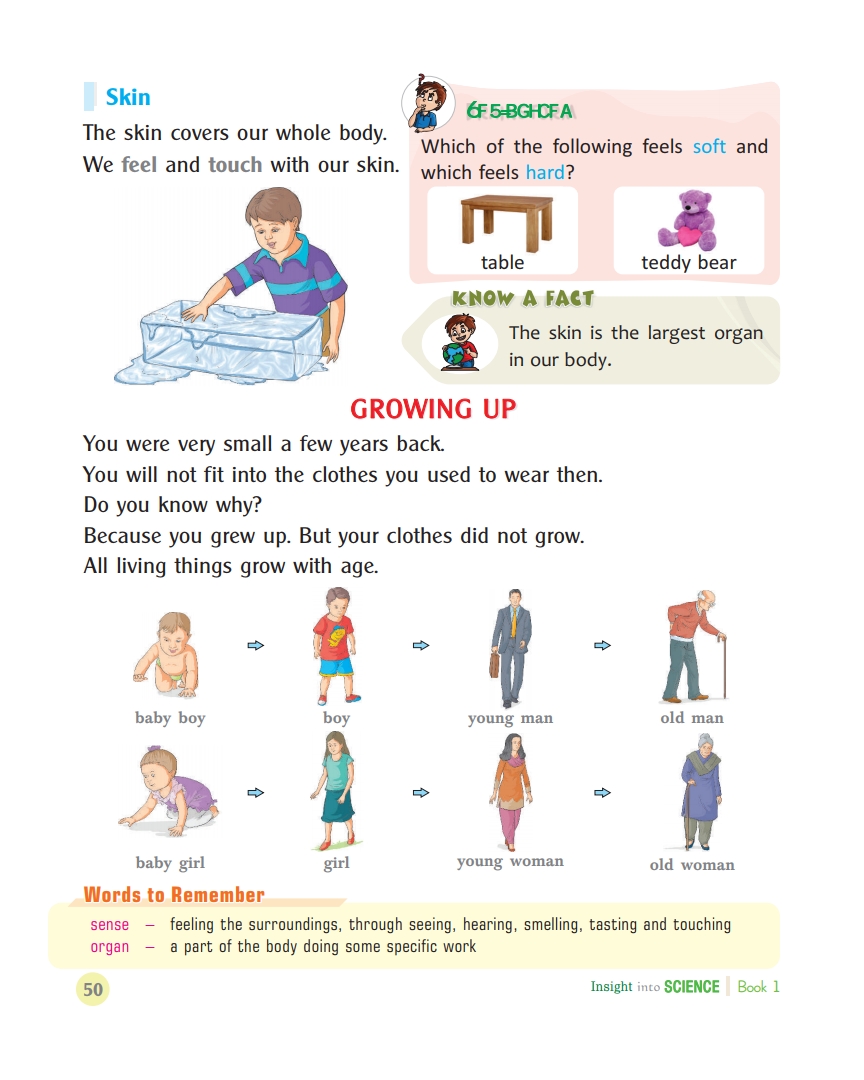 Skin
The skin covers our whole body.
We feel and touch with our skin.
Which of the following feels soft and
which feels hard?
table
teddy bear
KNOW A FACT
The skin is the largest organ
in our body.
GROWING UP
You were very small a few years back.
You will not fit into the clothes you used to wear then.
Do you know why?
Because you grew up. But your clothes did not grow.
All living things grow with age.
baby boy
boy
young man
old man
baby girl
girl
young woman
old woman
Words to Remember
sense – feeling the surroundings, through seeing, hearing, smelling, tasting and touching
organ – a part of the body doing some specific work
50
Insight into SCIENCE Book 1